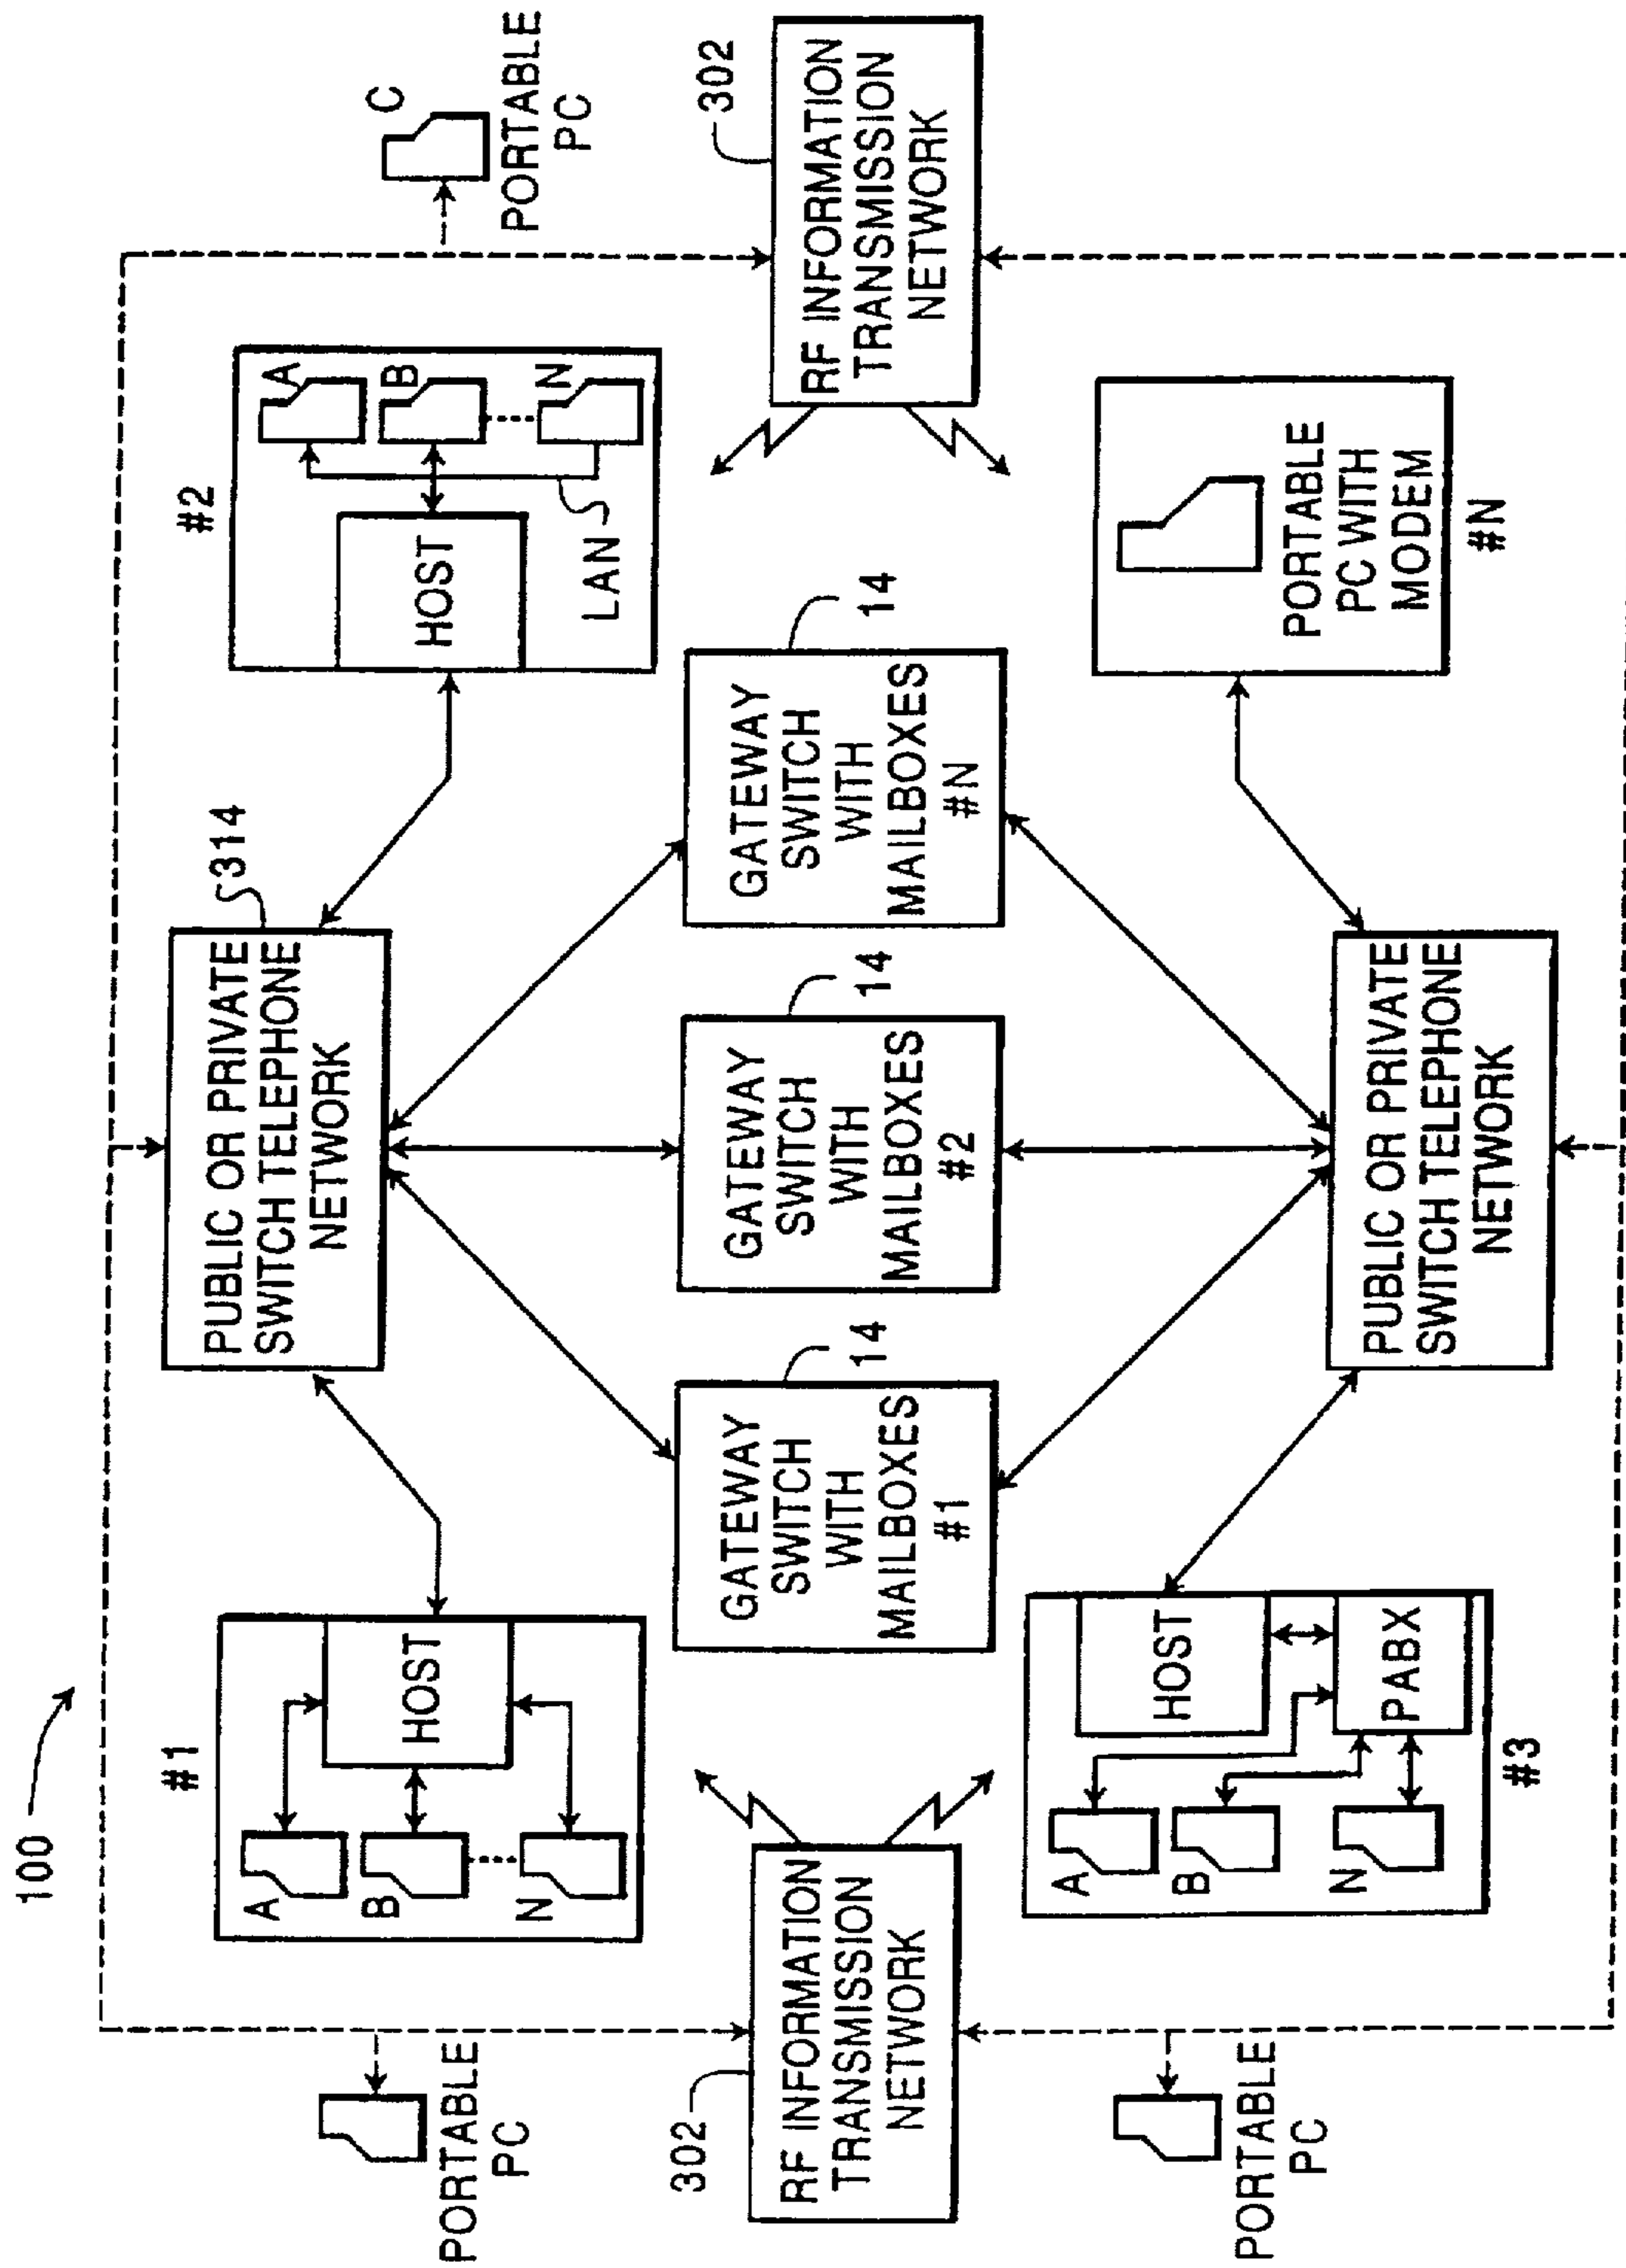 100
PORTABLE
PC
#1
A
B
N
HOST
PUBLIC OR PRIVATE
SWITCH TELEPHONE
NETWORK
314
#2
HOST
LAN
A
B
N
C
PORTABLE
PC
302
RF INFORMATION
TRANSMISSION
NETWORK
GATEWAY
SWITCH
WITH
MAILBOXES
#1
14
GATEWAY
SWITCH
WITH
MAILBOXES
#2
14
GATEWAY
SWITCH
WITH
MAILBOXES
#N
14
302
RF INFORMATION
TRANSMISSION
NETWORK
PORTABLE
PC
A
B
N
HOST
PABX
#3
PUBLIC OR PRIVATE
SWITCH TELEPHONE
NETWORK
PORTABLE
PC WITH
MODEM
#N